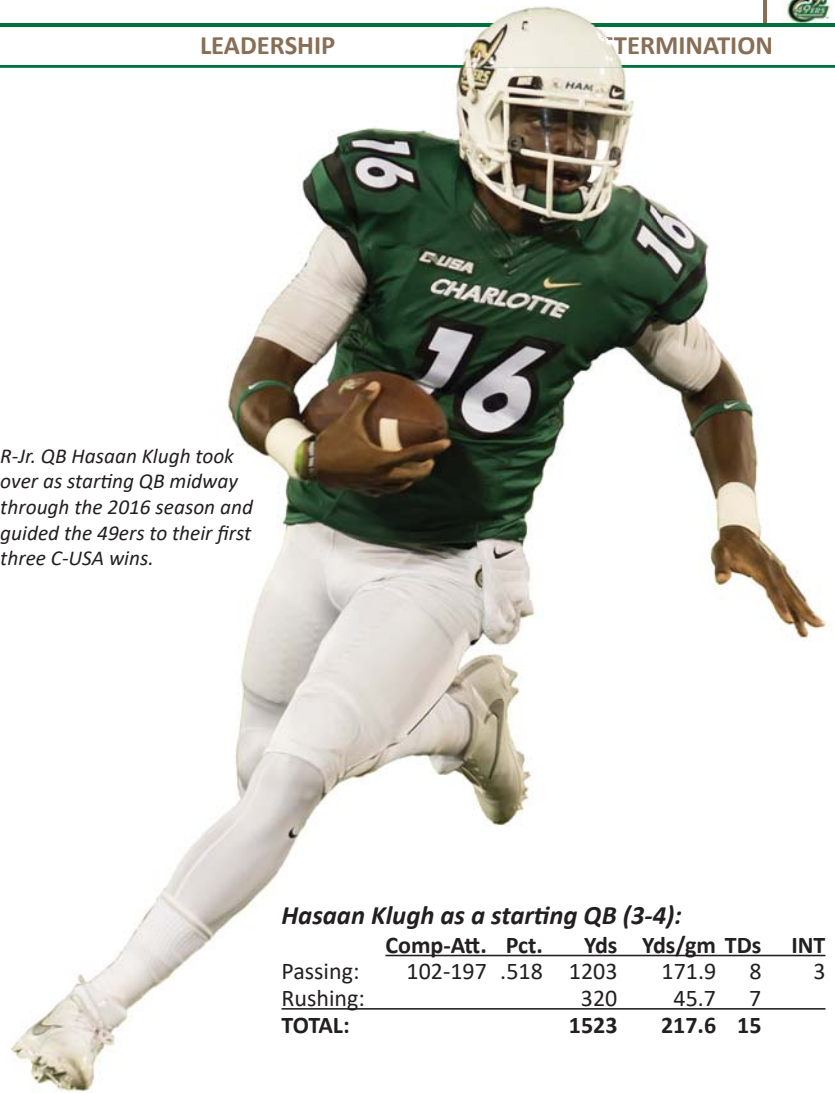 49ERS
LEADERSHIP
TERMINATION
HAM
16
16
C-USA
CHARLOTTE
16
R-Jr. QB Hasaan Klugh took
over as starting QB midway
through the 2016 season and
guided the 49ers to their first
three C-USA wins.
Hasaan Klugh as a starting QB (3-4):
Comp-Att. Pct. Yds Yds/gm TDs INT
Passing: 102-197 .518 1203 171.9 8 3
Rushing: 320 45.7 7
TOTAL: 1523 217.6 15